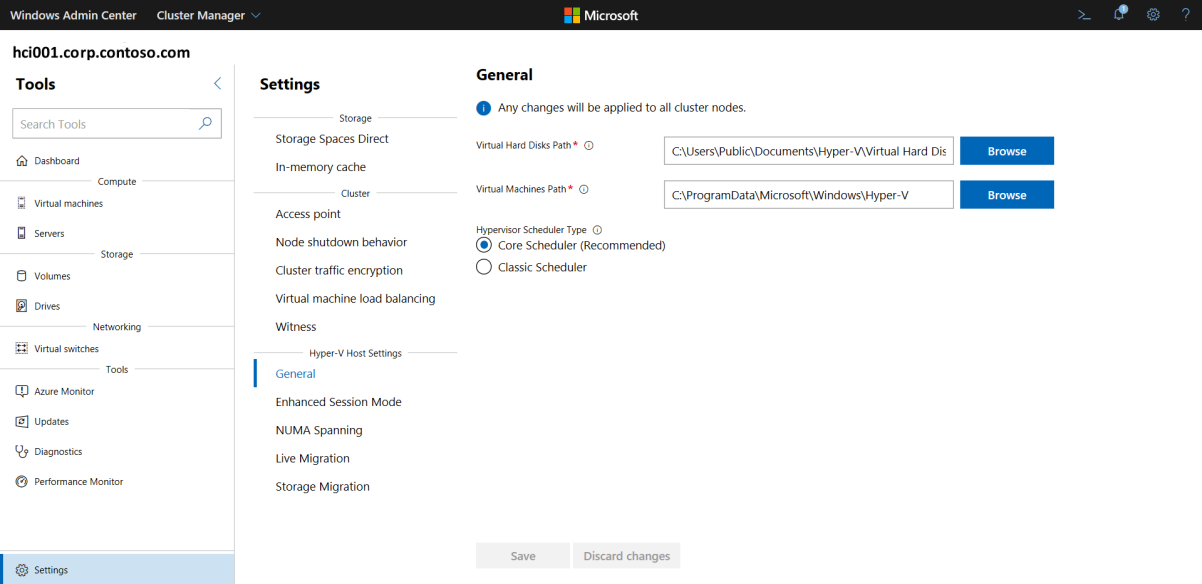 Windows Admin Center Cluster Manager Microsoft 1
hci001.corp.contoso.com
Tools
Search Tools
Dashboard
Compute
Virtual machines
Servers
Storage
Volumes
Drives
Networking
Virtual switches
Tools
Azure Monitor
Updates
Diagnostics
Performance Monitor
Settings
Settings
Storage
Storage Spaces Direct
In-memory cache
Cluster
Access point
Node shutdown behavior
Cluster traffic encryption
Virtual machine load balancing
Witness
Hyper-V Host Settings
General
Enhanced Session Mode
NUMA Spanning
Live Migration
Storage Migration
General
Any changes will be applied to all cluster nodes.
Virtual Hard Disks Path* C:\Users\Public\Documents\Hyper-V\Virtual Hard Dis Browse
Virtual Machines Path* C:\ProgramData\Microsoft\Windows\Hyper-V Browse
Hypervisor Scheduler Type
Core Scheduler (Recommended)
Classic Scheduler
Save Discard changes